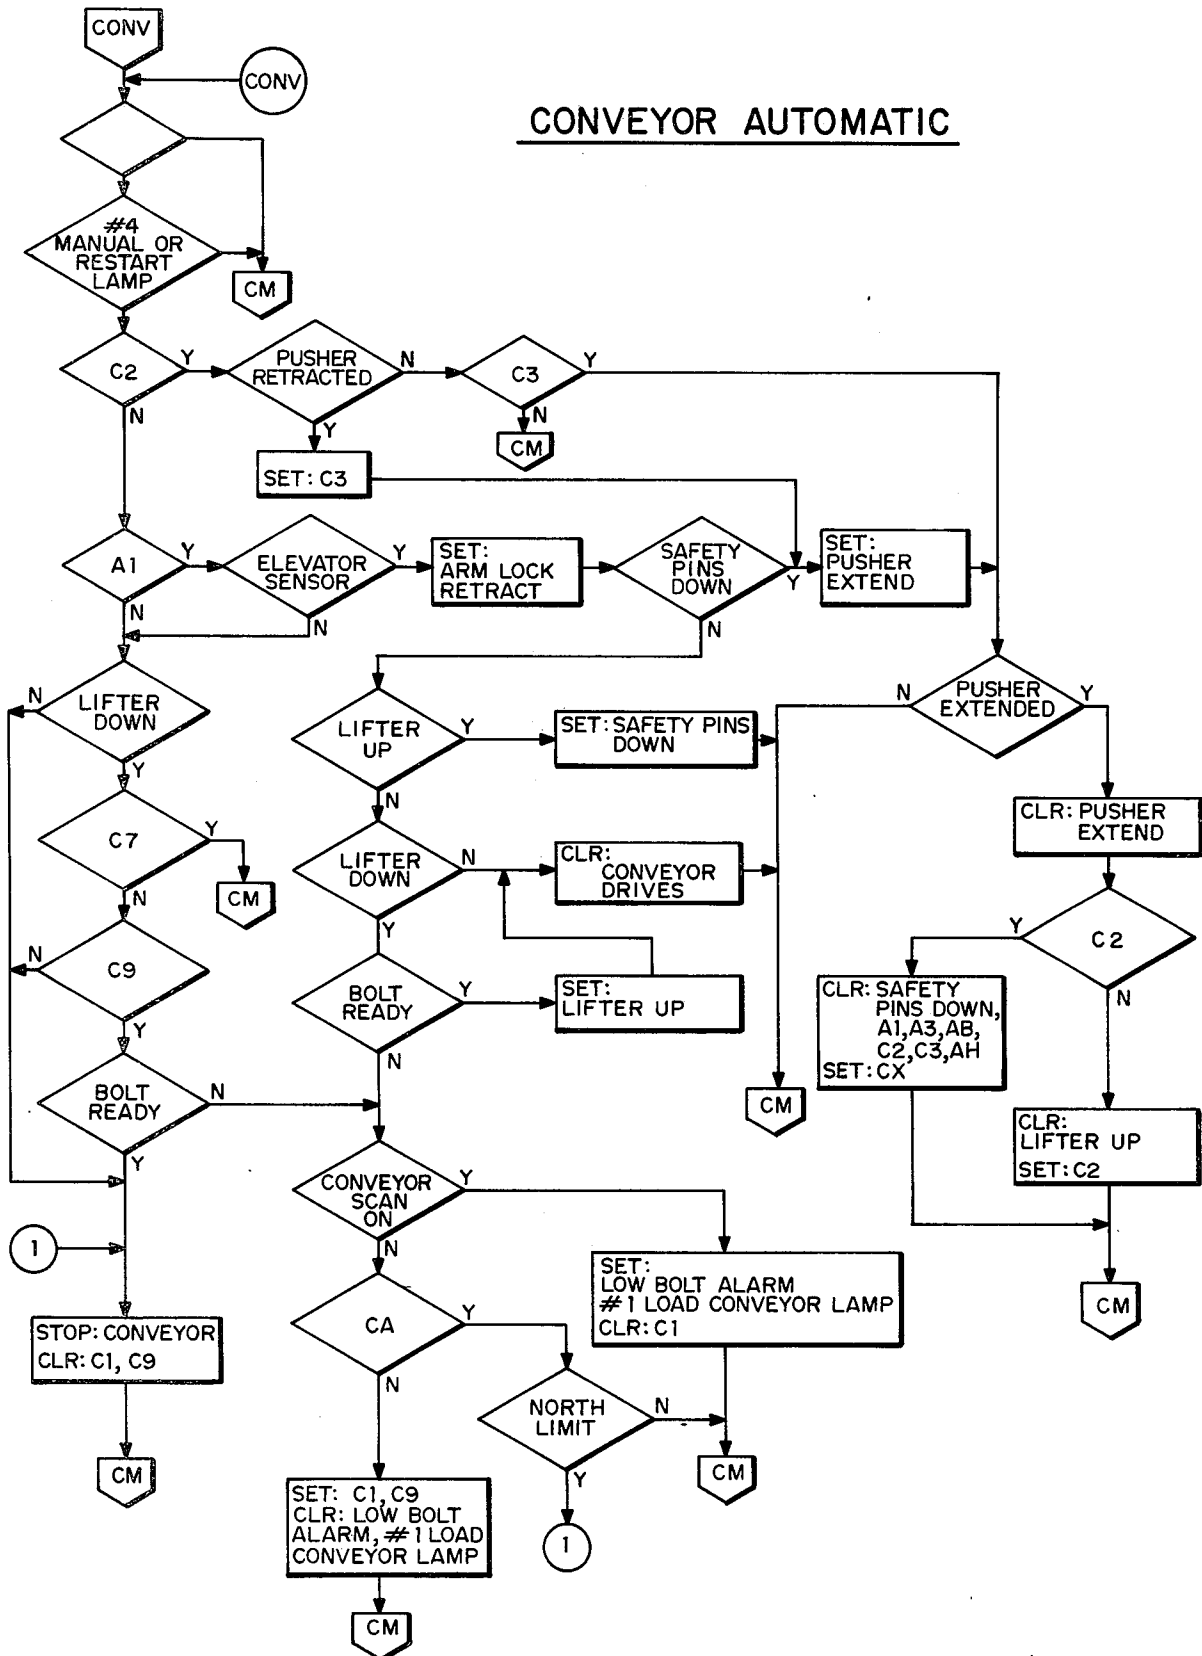 CONV
CONV
CONVEYOR AUTOMATIC
#4
MANUAL OR
RESTART
LAMP
CM
C2
Y
N
PUSHER
RETRACTED
N
Y
C3
Y
N
CM
SET: C3
A1
Y
N
ELEVATOR
SENSOR
Y
N
SET:
ARM LOCK
RETRACT
SAFETY
PINS
DOWN
Y
N
SET:
PUSHER
EXTEND
LIFTER
DOWN
N
Y
LIFTER
UP
Y
N
SET: SAFETY PINS
DOWN
PUSHER
EXTENDED
N
Y
C7
Y
N
CM
LIFTER
DOWN
N
Y
CLR:
CONVEYOR
DRIVES
CLR: PUSHER
EXTEND
C9
N
Y
BOLT
READY
Y
N
SET:
LIFTER UP
C2
Y
N
CLR: SAFETY
PINS DOWN,
A1, A3, AB,
C2, C3, AH
SET: CX
BOLT
READY
N
Y
CM
CLR:
LIFTER UP
SET: C2
CONVEYOR
SCAN
ON
Y
N
1
SET:
LOW BOLT ALARM
#1 LOAD CONVEYOR LAMP
CLR: C1
CM
STOP: CONVEYOR
CLR: C1, C9
CA
Y
N
NORTH
LIMIT
N
Y
CM
CM
SET: C1, C9
CLR: LOW BOLT
ALARM, #1 LOAD
CONVEYOR LAMP
1
CM